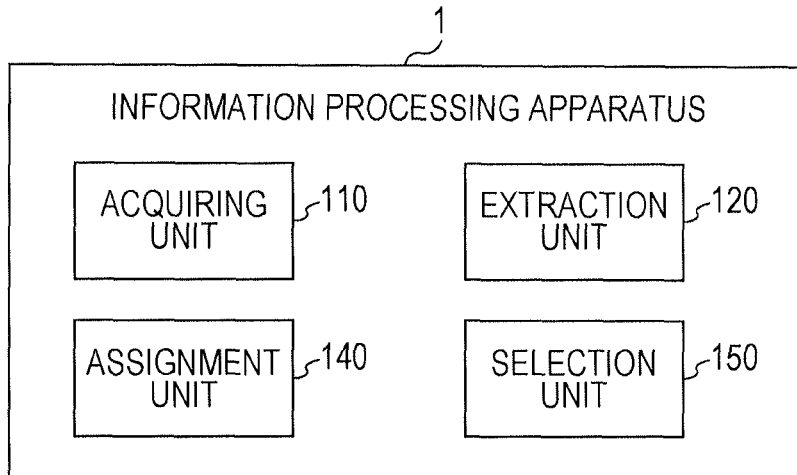 1
INFORMATION PROCESSING APPARATUS
ACQUIRING
UNIT
110
EXTRACTION
UNIT
120
ASSIGNMENT
UNIT
140
SELECTION
UNIT
150